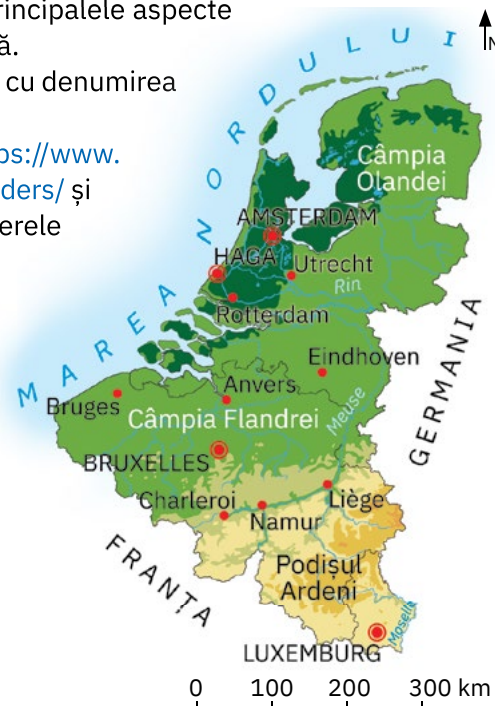 rincipalele aspecte
ă.
cu denumirea
ps://www.
ders/ și
erele
N
MAREA NORDULUI
Câmpia
Olandei
AMSTERDAM
HAGA
Utrecht
Rin
Rotterdam
GERMANIA
Eindhoven
Anvers
Bruges
Câmpia Flandrei
Meuse
BRUXELLES
Charleroi
Liège
Namur
FRANȚA
Podișul
Ardeni
Moselle
LUXEMBURG
0 100 200 300 km